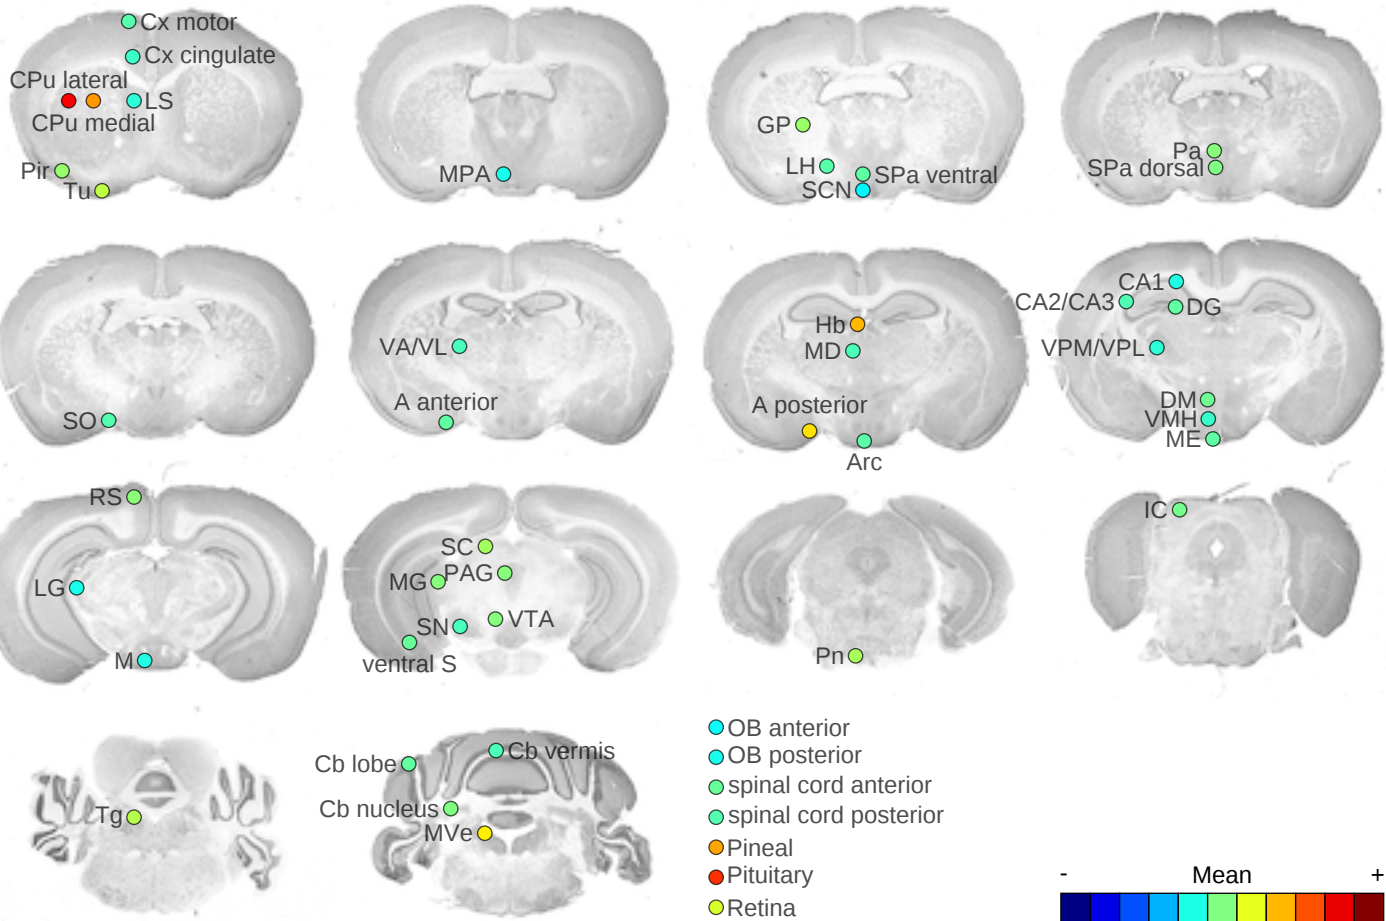 Cx motor
Cx cingulate
CPu lateral
LS
CPu medial
Pir
Tu
MPA
GP
LH
SPa ventral
SCN
Pa
SPa dorsal
SO
VA/VL
A anterior
Hb
MD
A posterior
Arc
CA1
CA2/CA3
DG
VPM/VPL
DM
VMH
ME
RS
LG
M
SC
PAG
MG
VTA
SN
ventral S
Pn
IC
Tg
Cb vermis
Cb lobe
Cb nucleus
MVe
OB anterior
OB posterior
spinal cord anterior
spinal cord posterior
Pineal
Pituitary
Retina
- Mean +